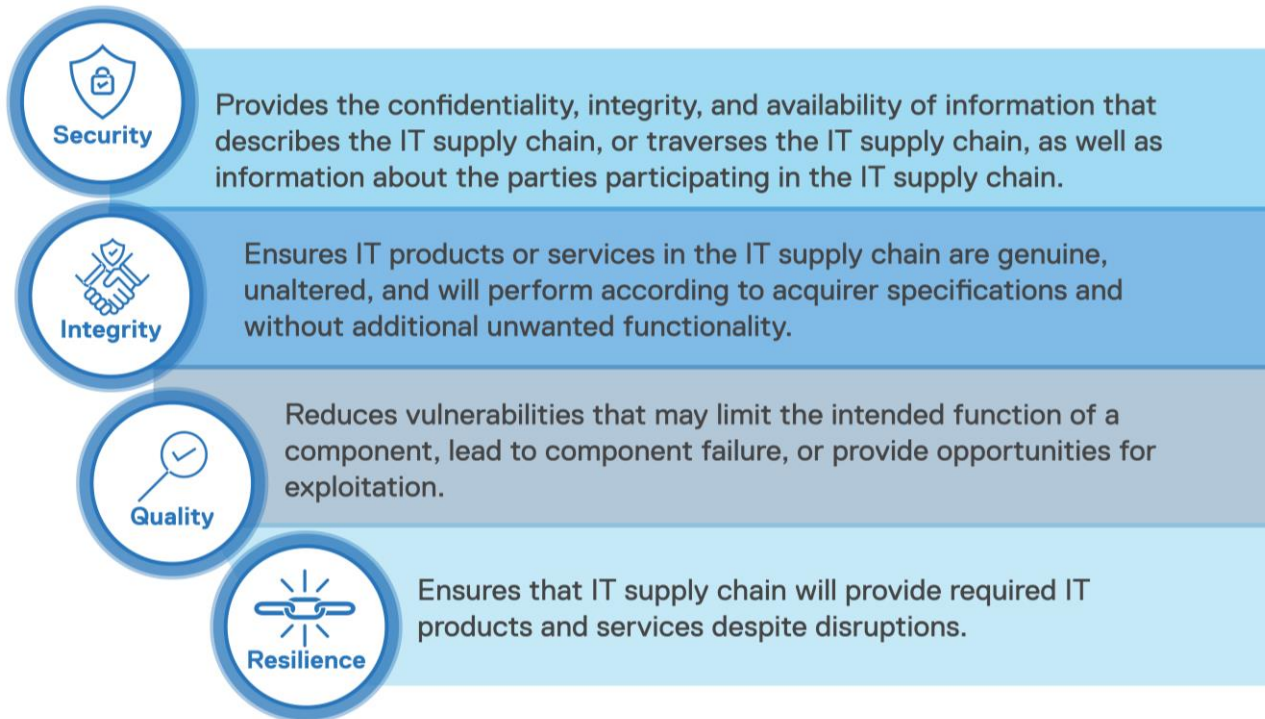 Security
Provides the confidentiality, integrity, and availability of information that
describes the IT supply chain, or traverses the IT supply chain, as well as
information about the parties participating in the IT supply chain.
Integrity
Ensures IT products or services in the IT supply chain are genuine,
unaltered, and will perform according to acquirer specifications and
without additional unwanted functionality.
Quality
Reduces vulnerabilities that may limit the intended function of a
component, lead to component failure, or provide opportunities for
exploitation.
Resilience
Ensures that IT supply chain will provide required IT
products and services despite disruptions.